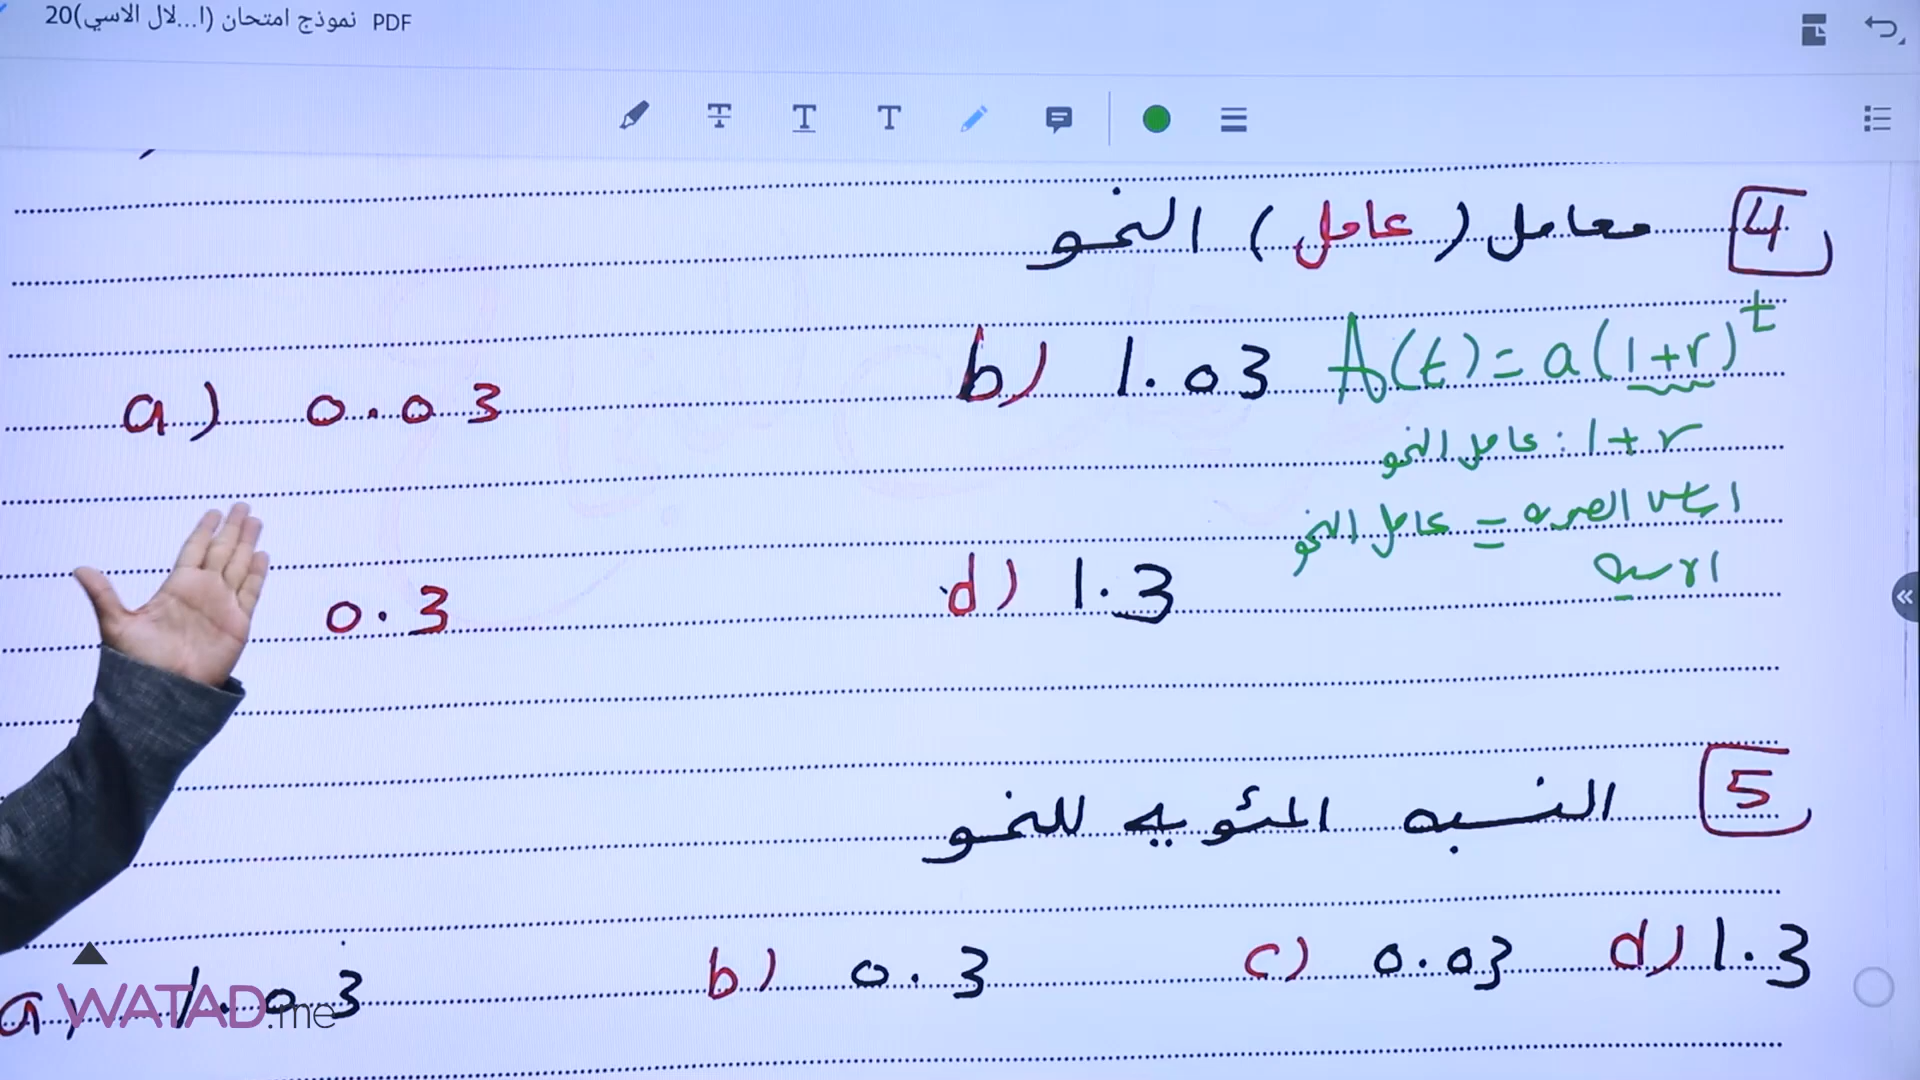 نموذج امتحان (ا...لال الاسي)20 PDF
4 معامل (عامل) النمو
a) 0.03
b) 1.03
A(t) = a(1+r)^t
1+r : عامل النمو
اساس الصيغه = عامل النمو
الاسيه
0.3
d) 1.3
5 النسبه المئويه للنمو
a) 1.03
b) 0.3
c) 0.03
d) 1.3
WATAD.me